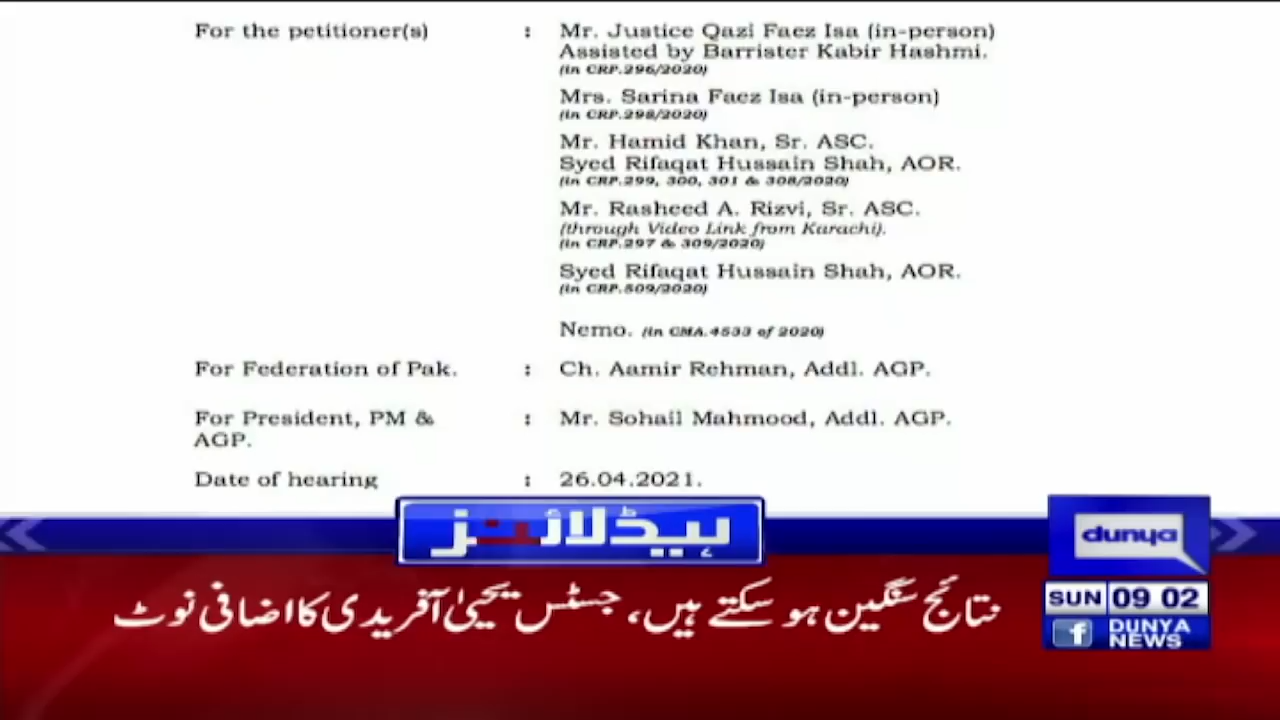 For the petitioner(s) : Mr. Justice Qazi Faez Isa (in-person)
Assisted by Barrister Kabir Hashmi.
(in CRP.296/2020)
Mrs. Sarina Faez Isa (in-person)
(in CRP.298/2020)
Mr. Hamid Khan, Sr. ASC.
Syed Rifaqat Hussain Shah, AOR.
(in CRP.299, 300, 301 & 308/2020)
Mr. Rasheed A. Rizvi, Sr. ASC.
(through Video Link from Karachi).
(in CRP.297 & 309/2020)
Syed Rifaqat Hussain Shah, AOR.
(in CRP.509/2020)
Nemo. (in CMA.4533 of 2020)
For Federation of Pak. : Ch. Aamir Rehman, Addl. AGP.
For President, PM & : Mr. Sohail Mahmood, Addl. AGP.
AGP.
Date of hearing : 26.04.2021.
ہیڈلائنز
dunya
نتائج سنگین ہو سکتے ہیں، جسٹس یحییٰ آفریدی کا اضافی نوٹ
SUN 09 02
f DUNYA
NEWS